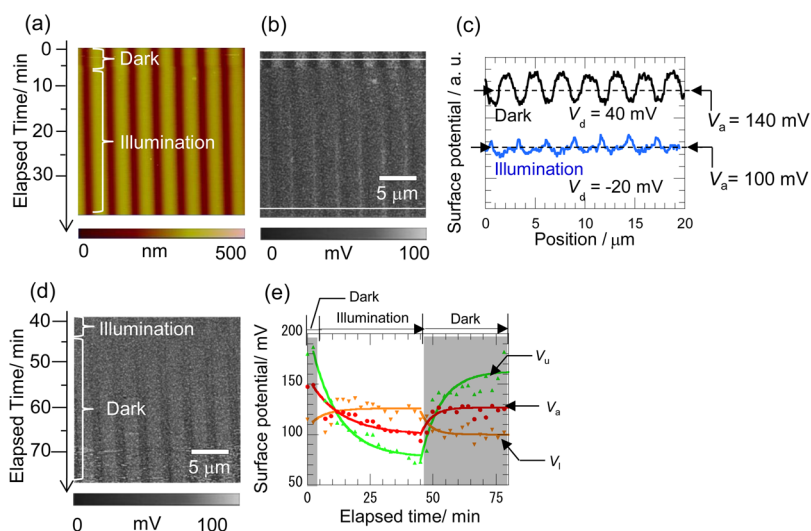 (a)
Elapsed Time/ min
0
10
20
30
Dark
Illumination
0 nm 500
(b)
5 μm
0 mV 100
(c)
Surface potential / a. u.
Dark
Vd = 40 mV
Va = 140 mV
Illumination
Vd = -20 mV
Va = 100 mV
0 5 10 15 20
Position / μm
(d)
Elapsed Time/ min
40
50
60
70
Illumination
Dark
5 μm
0 mV 100
(e)
Dark
Illumination
Dark
Surface potential/ mV
200
150
100
50
Vu
Va
Vl
0 25 50 75
Elapsed time/ min